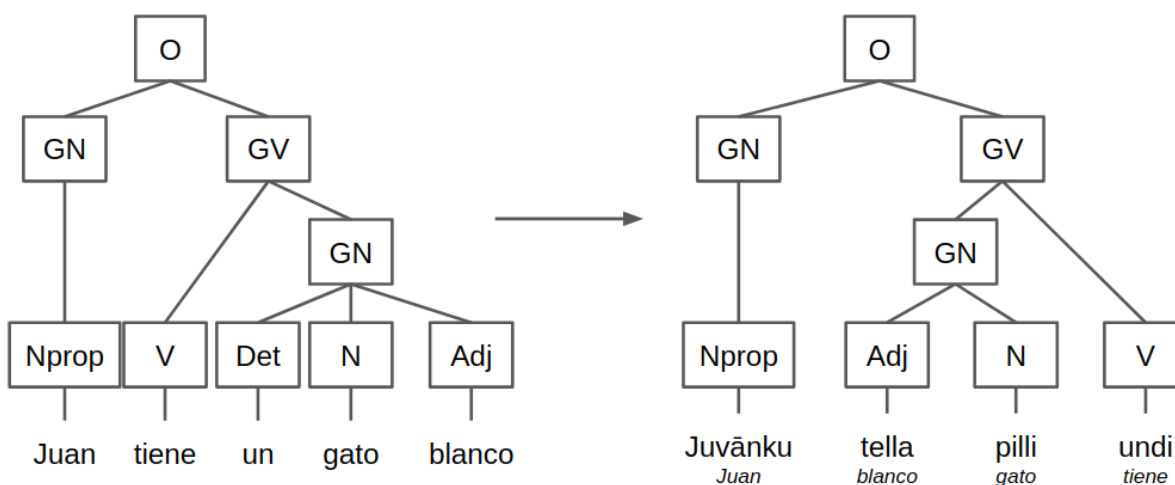 O O
GN GV GN GV
GN GN
Nprop V Det N Adj Nprop Adj N V
Juan tiene un gato blanco Juvānku tella pilli undi
Juan blanco gato tiene